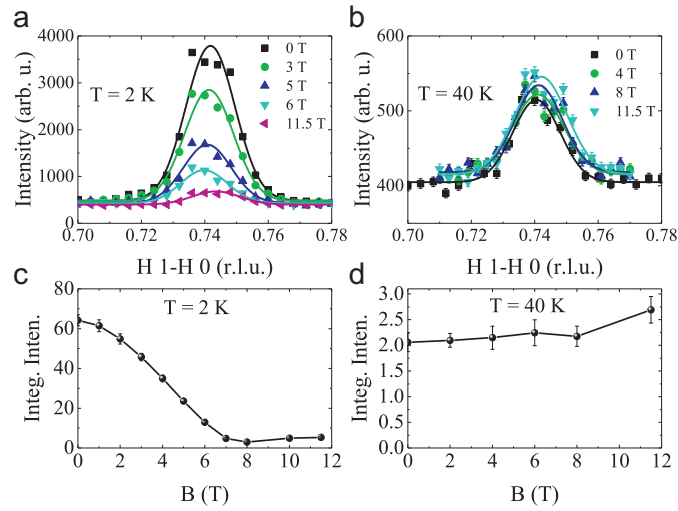 a
b
4000
3000
2000
1000
0
Intensity (arb. u.)
T = 2 K
0 T
3 T
5 T
6 T
11.5 T
0.70 0.72 0.74 0.76 0.78
H 1-H 0 (r.l.u.)
600
500
400
Intensity (arb. u.)
T = 40 K
0 T
4 T
8 T
11.5 T
0.70 0.72 0.74 0.76 0.78
H 1-H 0 (r.l.u.)
c
d
80
60
40
20
0
Integ. Inten.
T = 2 K
0 2 4 6 8 10 12
B (T)
3.0
2.5
2.0
1.5
1.0
0.5
0.0
Integ. Inten.
T = 40 K
0 2 4 6 8 10 12
B (T)